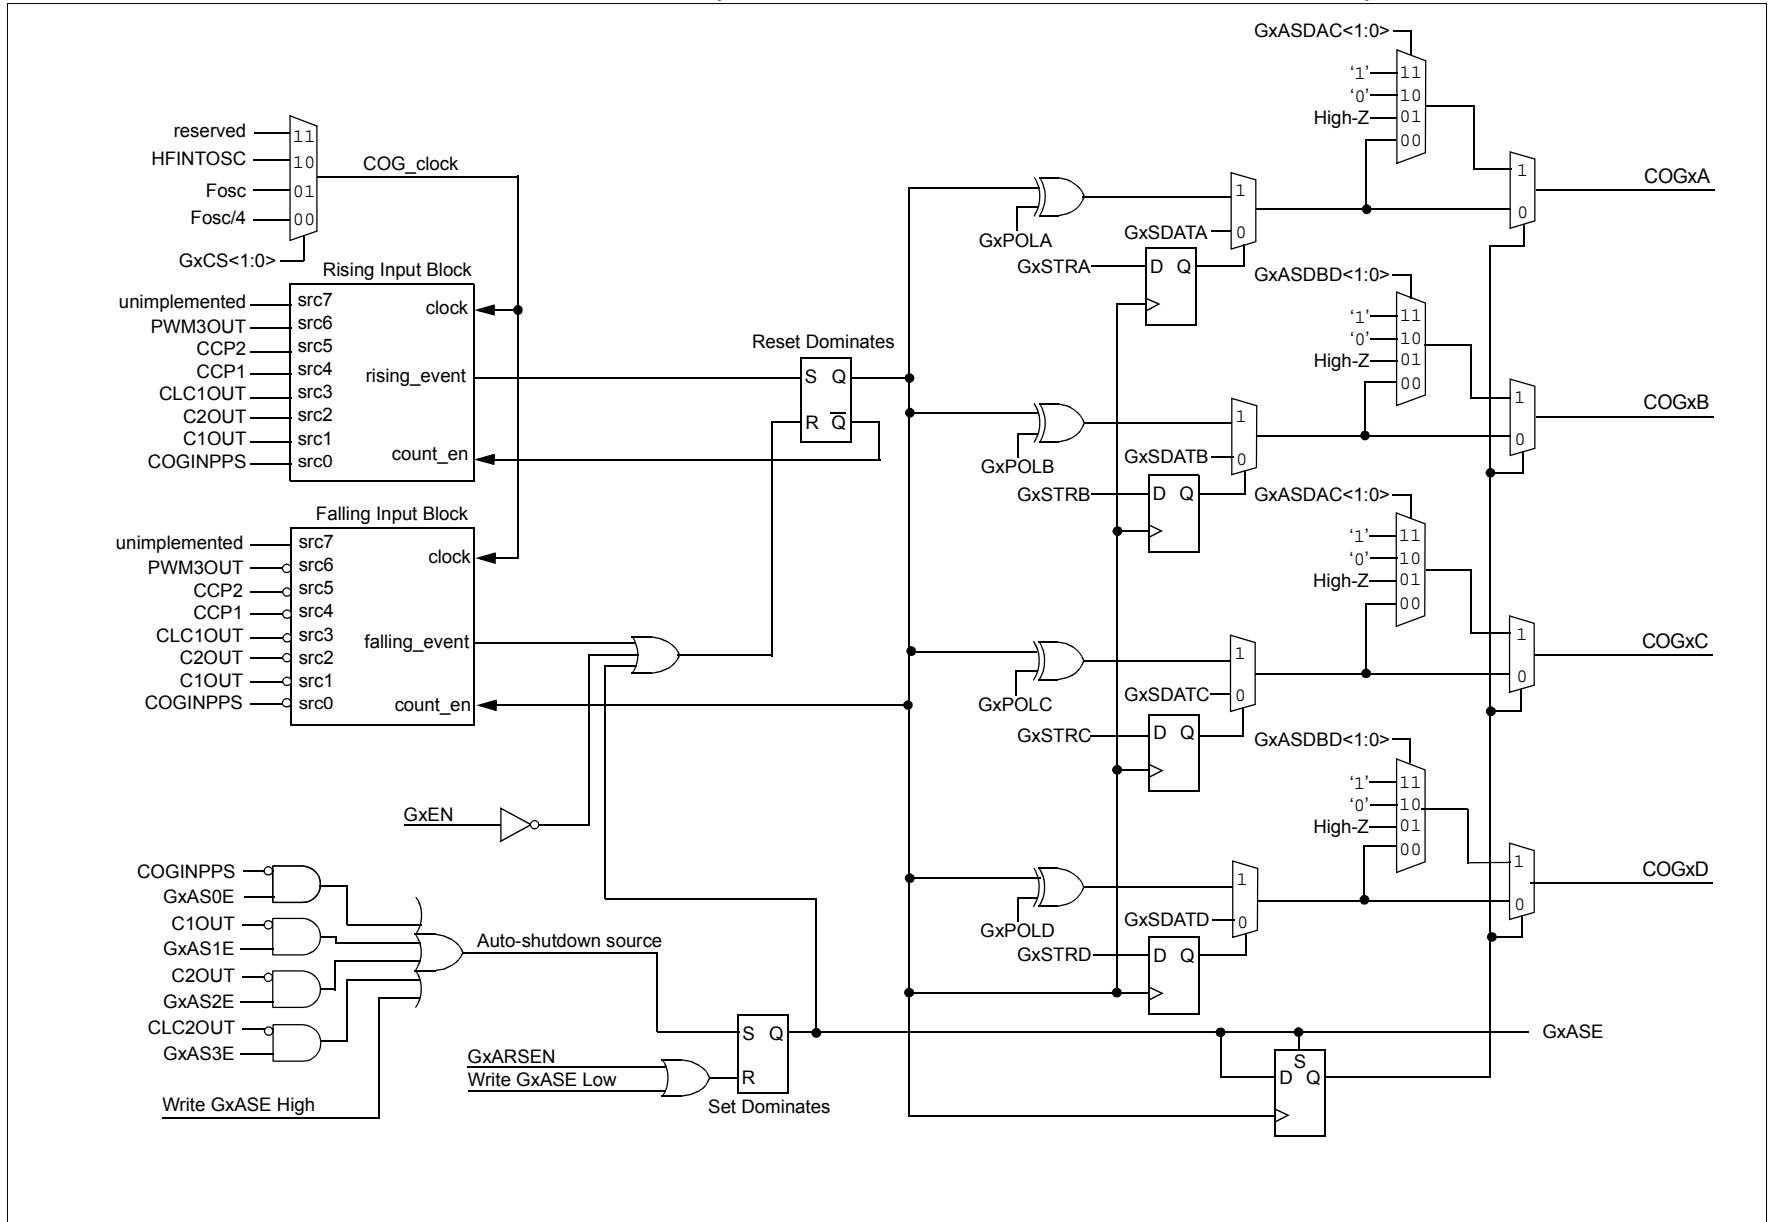 reserved
HFINTOSC
Fosc
Fosc/4
11
10
01
00
GxCS<1:0>
COG_clock
Rising Input Block
unimplemented
PWM3OUT
CCP2
CCP1
CLC1OUT
C2OUT
C1OUT
COGINPPS
src7
src6
src5
src4
src3
src2
src1
src0
clock
rising_event
count_en
Falling Input Block
unimplemented
PWM3OUT
CCP2
CCP1
CLC1OUT
C2OUT
C1OUT
COGINPPS
src7
src6
src5
src4
src3
src2
src1
src0
clock
falling_event
count_en
Reset Dominates
S Q
R Q̅
GxEN
COGINPPS
GxAS0E
C1OUT
GxAS1E
C2OUT
GxAS2E
CLC2OUT
GxAS3E
Write GxASE High
Auto-shutdown source
GxARSEN
Write GxASE Low
S Q
R
Set Dominates
GxASDAC<1:0>
'1' 11
'0' 10
High-Z 01
00
GxPOLA
GxSDATA
GxSTRA
1
0
D Q
1
0
COGxA
GxASDBD<1:0>
'1' 11
'0' 10
High-Z 01
00
GxPOLB
GxSDATB
GxSTRB
1
0
D Q
1
0
COGxB
GxASDAC<1:0>
'1' 11
'0' 10
High-Z 01
00
GxPOLC
GxSDATC
GxSTRC
1
0
D Q
1
0
COGxC
GxASDBD<1:0>
'1' 11
'0' 10
High-Z 01
00
GxPOLD
GxSDATD
GxSTRD
1
0
D Q
1
0
COGxD
GxASE
S
D Q